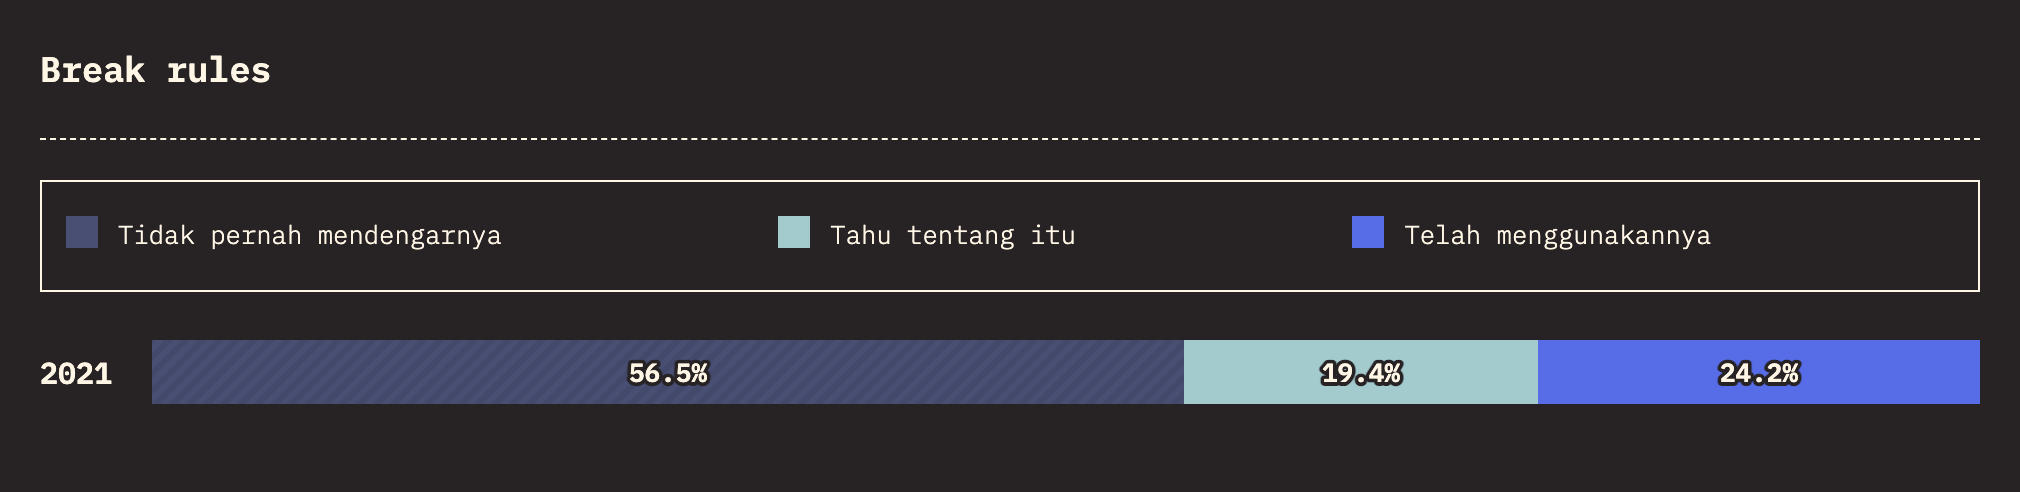 Break rules
Tidak pernah mendengarnya Tahu tentang itu Telah menggunakannya
2021 56.5% 19.4% 24.2%